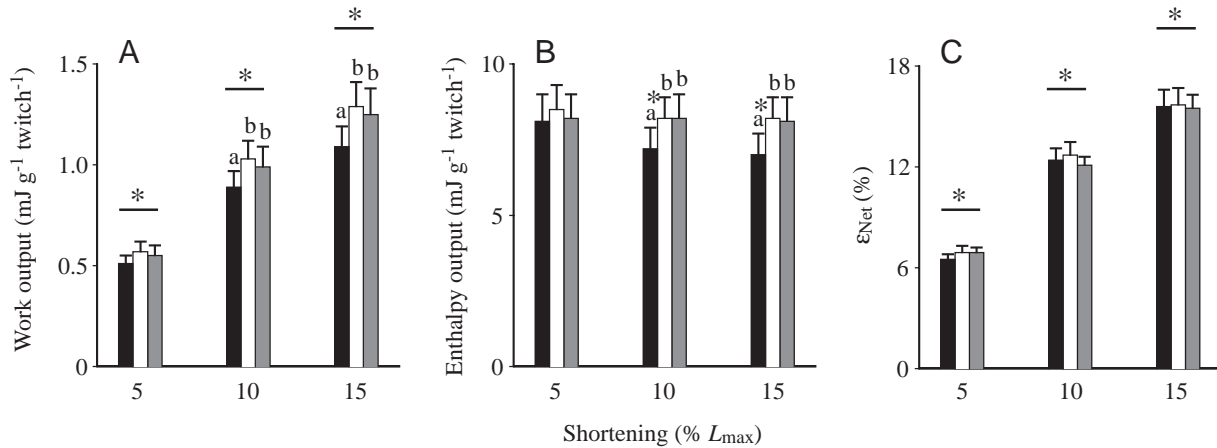 A
Work output (mJ g-1 twitch-1)
1.5
1.0
0.5
0
*
* a b b
* a b b
5 10 15
B
Enthalpy output (mJ g-1 twitch-1)
10
5
0
* a b b
* a b b
5 10 15
Shortening (% Lmax)
C
εNet (%)
18
12
6
0
*
*
*
5 10 15